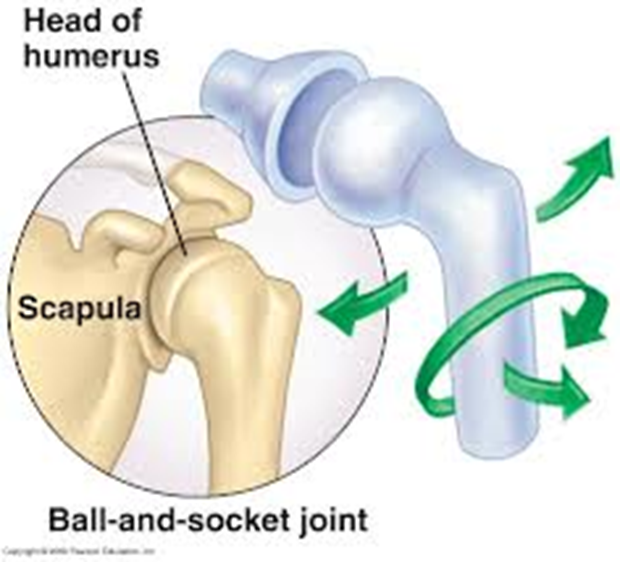 Head of
humerus
Scapula
Ball-and-socket joint